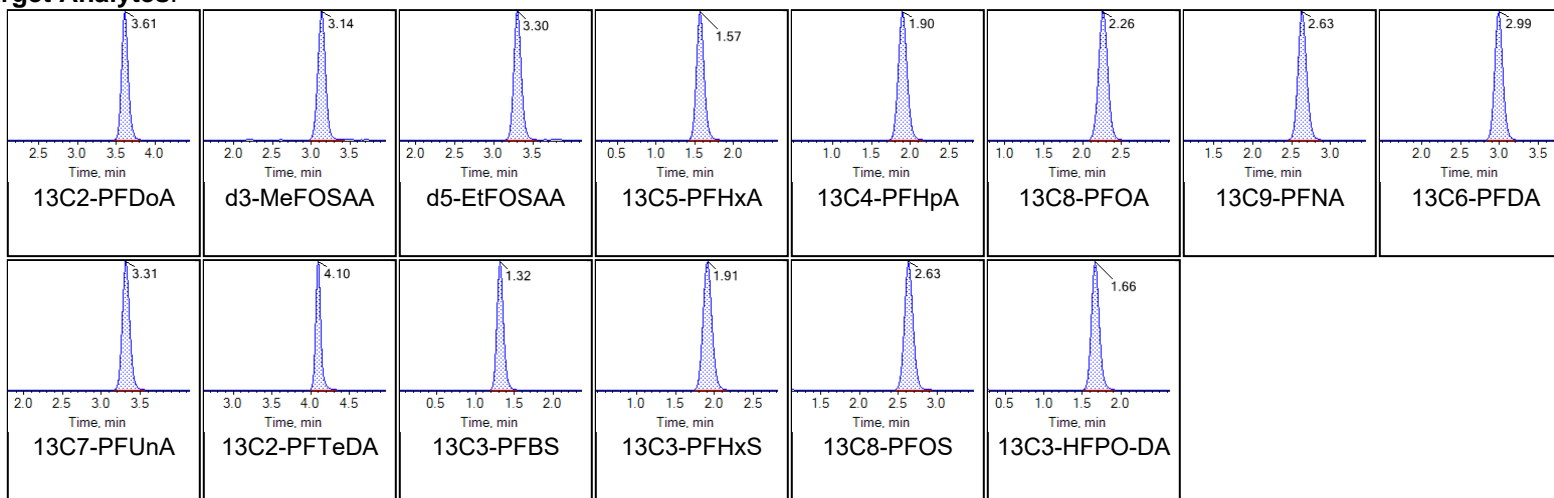 3.61
2.5 3.0 3.5 4.0
Time, min
13C2-PFDoA
3.14
2.0 2.5 3.0 3.5
Time, min
d3-MeFOSAA
3.30
2.0 2.5 3.0 3.5
Time, min
d5-EtFOSAA
1.57
0.5 1.0 1.5 2.0
Time, min
13C5-PFHxA
1.90
1.0 1.5 2.0 2.5
Time, min
13C4-PFHpA
2.26
1.0 1.5 2.0 2.5
Time, min
13C8-PFOA
2.63
1.5 2.0 2.5 3.0
Time, min
13C9-PFNA
2.99
2.0 2.5 3.0 3.5
Time, min
13C6-PFDA
3.31
2.0 2.5 3.0 3.5
Time, min
13C7-PFUnA
4.10
3.0 3.5 4.0 4.5
Time, min
13C2-PFTeDA
1.32
0.5 1.0 1.5 2.0
Time, min
13C3-PFBS
1.91
1.0 1.5 2.0 2.5
Time, min
13C3-PFHxS
2.63
1.5 2.0 2.5 3.0
Time, min
13C8-PFOS
1.66
0.5 1.0 1.5 2.0
Time, min
13C3-HFPO-DA